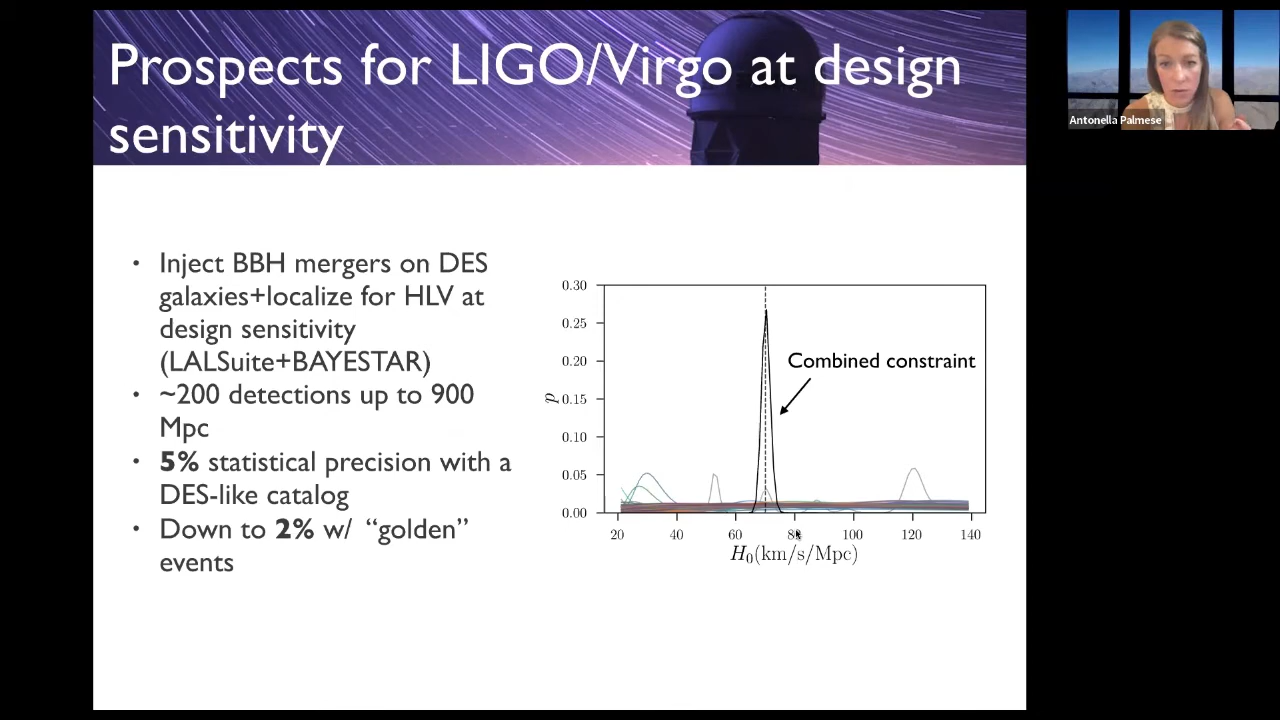 Prospects for LIGO/Virgo at design
sensitivity
Antonella Palmese
• Inject BBH mergers on DES
galaxies+localize for HLV at
design sensitivity
(LALSuite+BAYESTAR)
• ~200 detections up to 900
Mpc
• 5% statistical precision with a
DES-like catalog
• Down to 2% w/ “golden”
events
0.30
0.25
0.20
0.15
0.10
0.05
0.00
p
Combined constraint
20 40 60 80 100 120 140
H₀(km/s/Mpc)